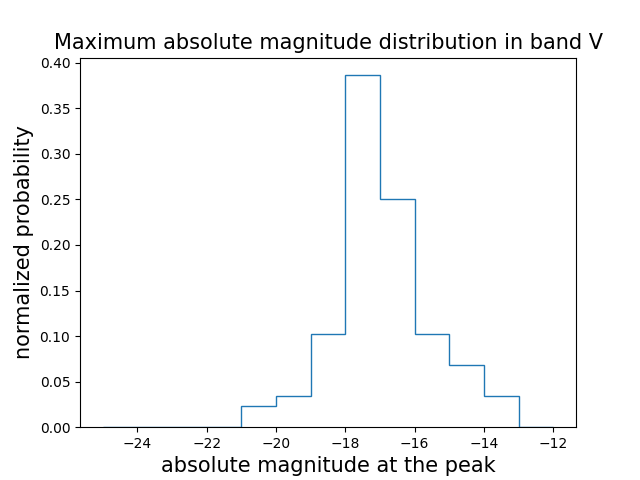 Maximum absolute magnitude distribution in band V
0.40
0.35
0.30
0.25
0.20
0.15
0.10
0.05
0.00
normalized probability
−24 −22 −20 −18 −16 −14 −12
absolute magnitude at the peak